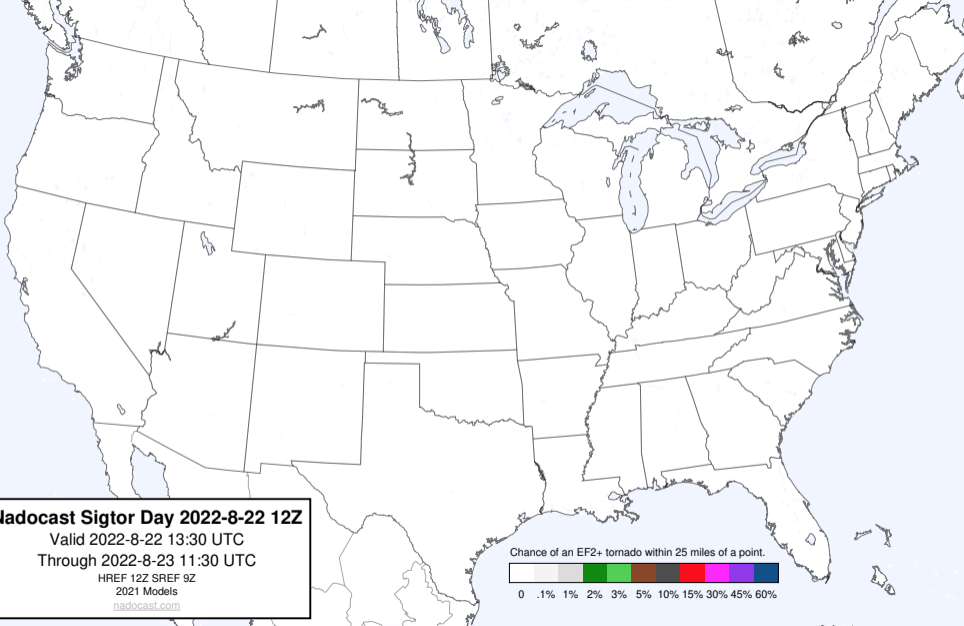 Nadocast Sigtor Day 2022-8-22 12Z
Valid 2022-8-22 13:30 UTC
Through 2022-8-23 11:30 UTC
HREF 12Z SREF 9Z
2021 Models
nadocast.com
Chance of an EF2+ tornado within 25 miles of a point.
0 .1% 1% 2% 3% 5% 10% 15% 30% 45% 60%